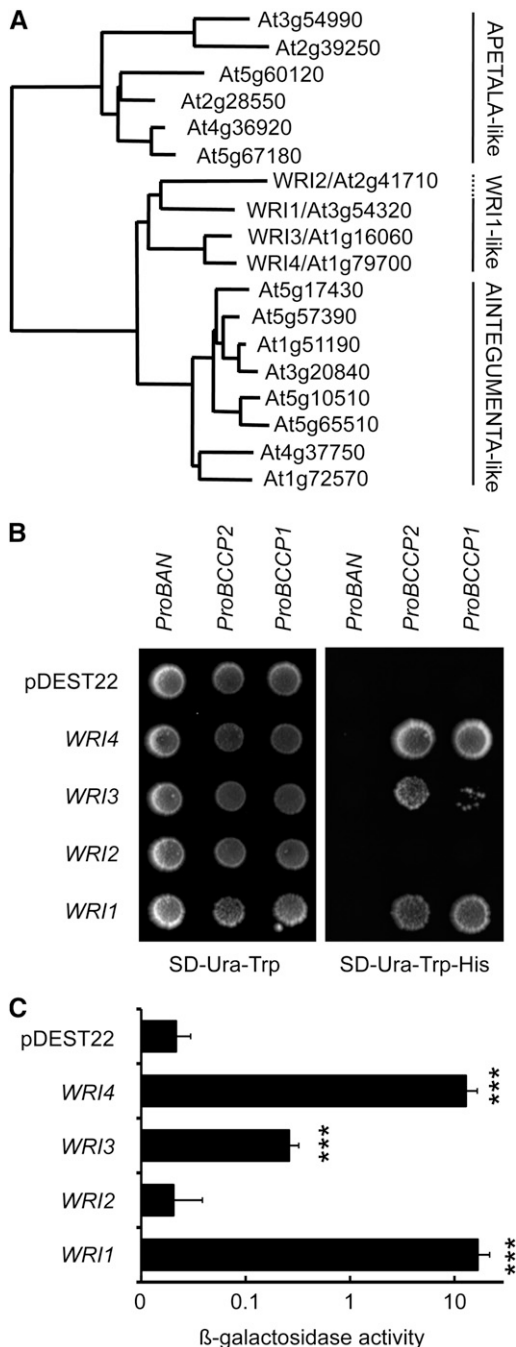 A
At3g54990
At2g39250
At5g60120
At2g28550
At4g36920
At5g67180
APETALA-like
WRI2/At2g41710
WRI1/At3g54320
WRI3/At1g16060
WRI4/At1g79700
WRI1-like
At5g17430
At5g57390
At1g51190
At3g20840
At5g10510
At5g65510
At4g37750
At1g72570
AINTEGUMENTA-like
B
ProBAN
ProBCCP2
ProBCCP1
ProBAN
ProBCCP2
ProBCCP1
pDEST22
WRI4
WRI3
WRI2
WRI1
SD-Ura-Trp
SD-Ura-Trp-His
C
pDEST22
WRI4
***
WRI3
***
WRI2
WRI1
***
0 0.1 1 10
ß-galactosidase activity